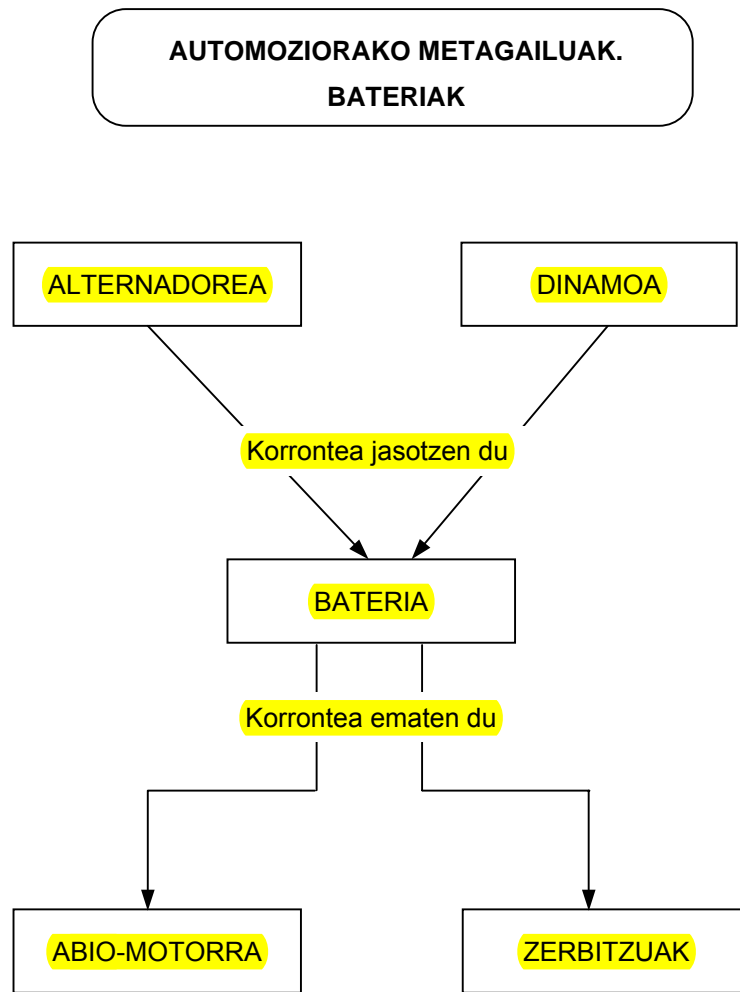 AUTOMOZIORAKO METAGAILUAK.
BATERIAK
ALTERNADOREA
DINAMOA
Korrontea jasotzen du
BATERIA
Korrontea ematen du
ABIO-MOTORRA
ZERBITZUAK